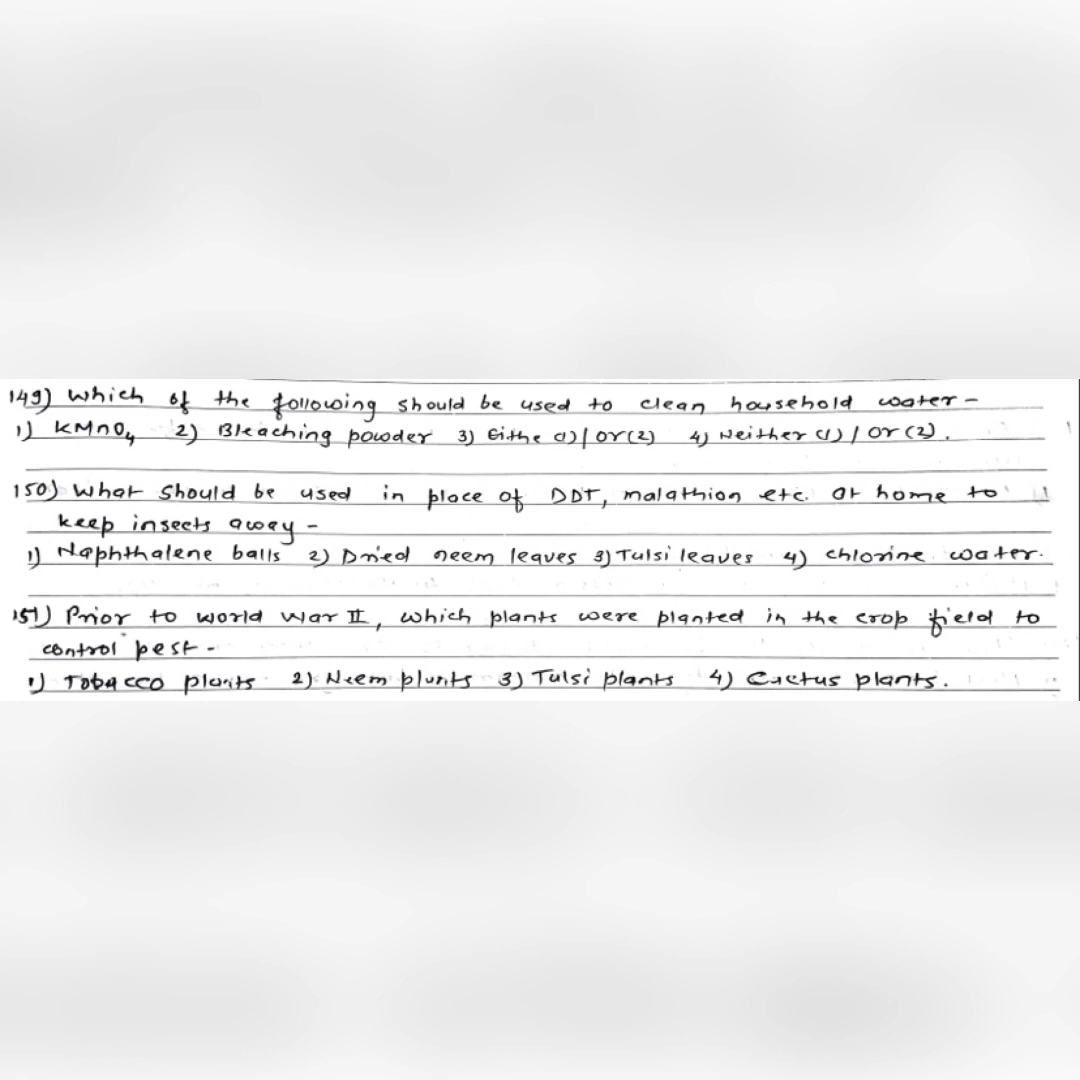 149) Which of the following should be used to clean household water-
1) KMnO₄ 2) Bleaching powder 3) Eithe (1)/or(2) 4) Neither (1)/or (2).
150) What should be used in place of DDT, malathion etc. at home to
keep insects away-
1) Naphthalene balls 2) Dried neem leaves 3) Tulsi leaves 4) chlorine water.
151) Prior to world war II, which plants were planted in the crop field to
control pest-
1) Tobacco plants 2) Neem plants 3) Tulsi plants 4) Cactus plants.